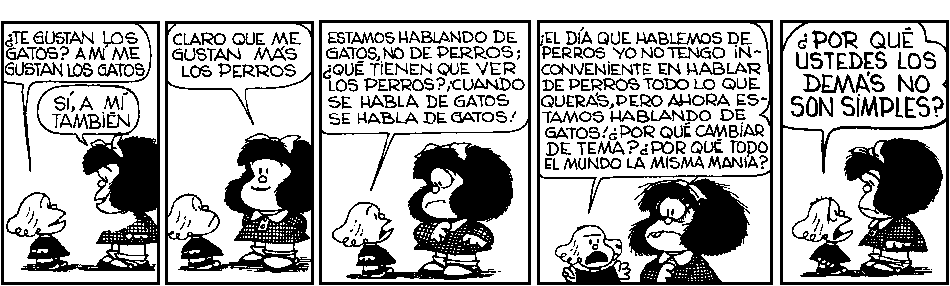 ¿TE GUSTAN LOS
GATOS? A MÍ ME
GUSTAN LOS GATOS
SÍ, A MÍ
TAMBIÉN
CLARO QUE ME
GUSTAN MÁS
LOS PERROS
ESTAMOS HABLANDO DE
GATOS, NO DE PERROS;
¿QUÉ TIENEN QUE VER
LOS PERROS? ¡CUANDO
SE HABLA DE GATOS
SE HABLA DE GATOS!
¡EL DÍA QUE HABLEMOS DE
PERROS YO NO TENGO IN-
CONVENIENTE EN HABLAR
DE PERROS TODO LO QUE
QUERÁS, PERO AHORA ES-
TAMOS HABLANDO DE
GATOS! ¿POR QUÉ CAMBIAR
DE TEMA? ¿POR QUÉ TODO
EL MUNDO LA MISMA MANÍA?
¿POR QUÉ
USTEDES LOS
DEMÁS NO
SON SIMPLES?